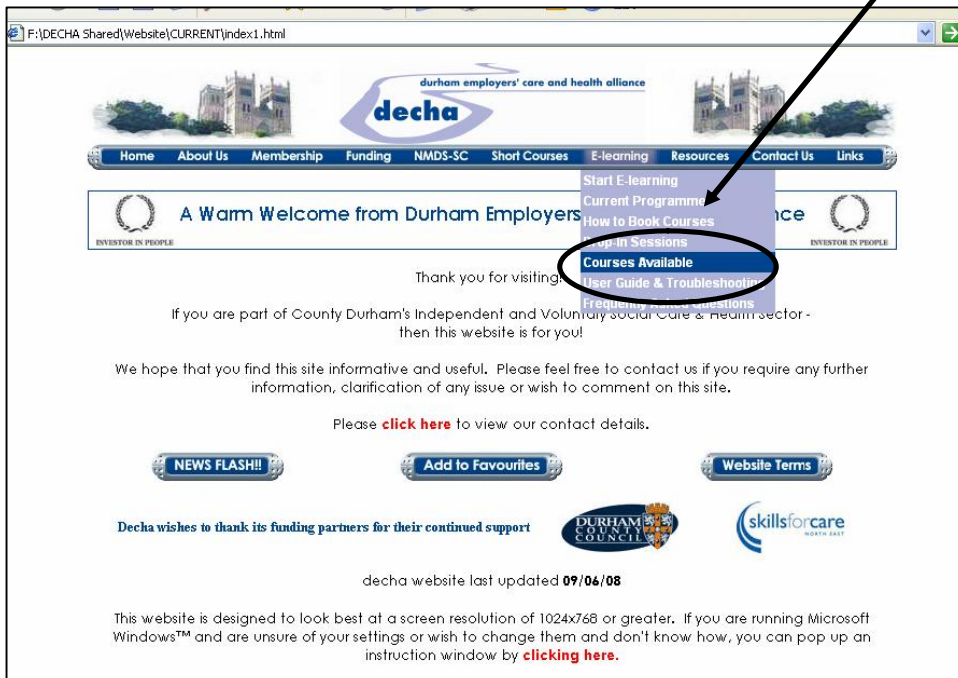 F:\DECHA Shared\Website\CURRENT\index1.html
durham employers' care and health alliance
decha
Home About Us Membership Funding NMDS-SC Short Courses E-learning Resources Contact Us Links
Start E-learning
Current Programme
How to Book Courses
Drop-In Sessions
Courses Available
User Guide & Troubleshooting
Frequently Asked Questions
INVESTOR IN PEOPLE
A Warm Welcome from Durham Employers nce
INVESTOR IN PEOPLE
Thank you for visiting!
If you are part of County Durham's Independent and Voluntary Social Care & Health Sector -
then this website is for you!
We hope that you find this site informative and useful. Please feel free to contact us if you require any further
information, clarification of any issue or wish to comment on this site.
Please click here to view our contact details.
NEWS FLASH!! Add to Favourites Website Terms
Decha wishes to thank its funding partners for their continued support
DURHAM
COUNTY
COUNCIL
skillsforcare
NORTH EAST
decha website last updated 09/06/08
This website is designed to look best at a screen resolution of 1024x768 or greater. If you are running Microsoft
Windows™ and are unsure of your settings or wish to change them and don't know how, you can pop up an
instruction window by clicking here.